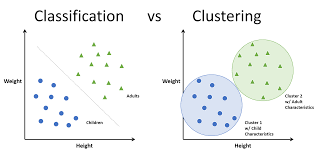 Classification vs Clustering
Weight
Adults
Children
Height
Weight
Cluster 2
w/ Adult
Characteristics
Cluster 1
w/ Child
Characteristics
Height